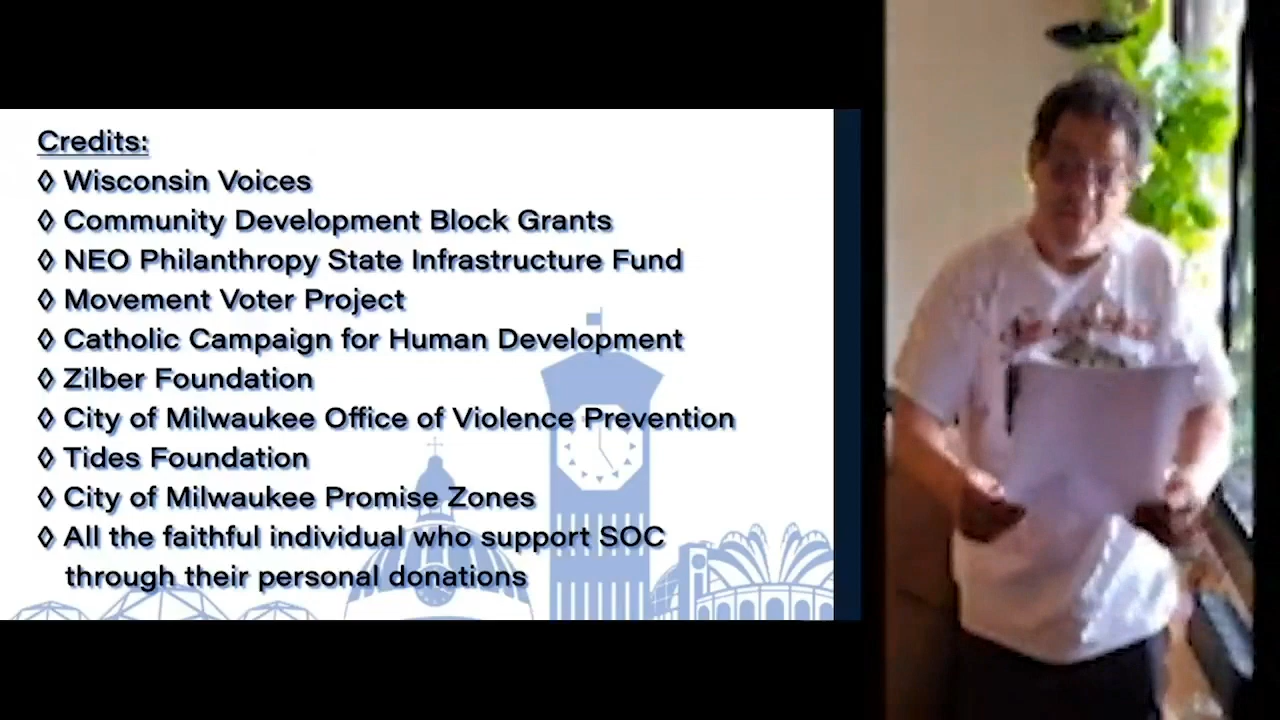 Credits:
◊ Wisconsin Voices
◊ Community Development Block Grants
◊ NEO Philanthropy State Infrastructure Fund
◊ Movement Voter Project
◊ Catholic Campaign for Human Development
◊ Zilber Foundation
◊ City of Milwaukee Office of Violence Prevention
◊ Tides Foundation
◊ City of Milwaukee Promise Zones
◊ All the faithful individual who support SOC
through their personal donations